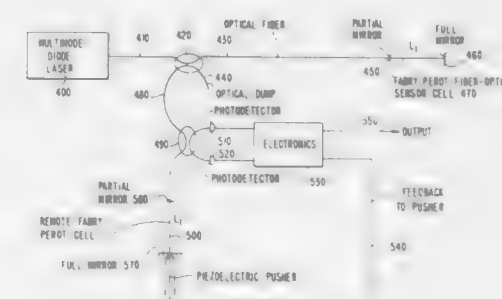 MULTIMODE
DIODE
LASER
400
410
420
430
OPTICAL FIBER
PARTIAL
MIRROR
L1
FULL
MIRROR
460
450
FABRY PEROT FIBER-OPTIC
SENSOR CELL 470
440
OPTICAL DUMP
480
PHOTODETECTOR
490
510
520
ELECTRONICS
550
OUTPUT
PHOTODETECTOR
530
PARTIAL
MIRROR 560
FEEDBACK
TO PUSHER
REMOTE FABRY
PEROT CELL
L1
500
540
FULL MIRROR 570
PIEZOELECTRIC PUSHER